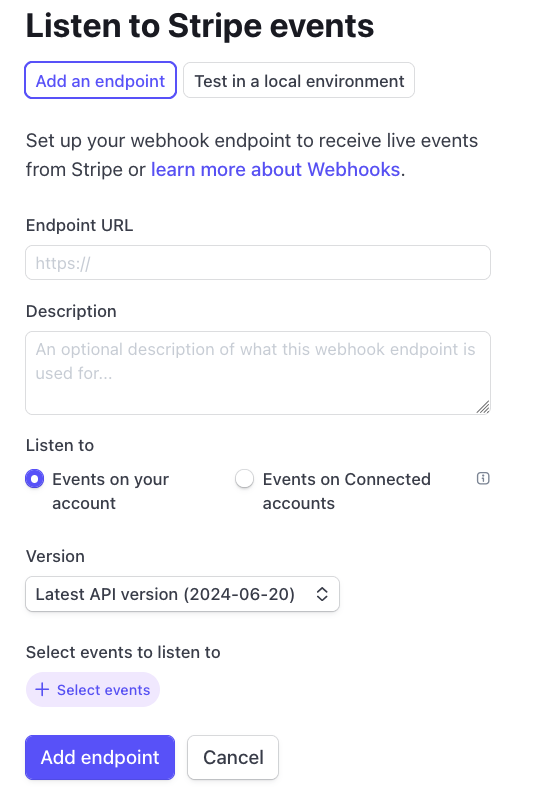 Listen to Stripe events
Add an endpoint
Test in a local environment
Set up your webhook endpoint to receive live events
from Stripe or learn more about Webhooks.
Endpoint URL
https://
Description
An optional description of what this webhook endpoint is
used for...
Listen to
Events on your
account
Events on Connected
accounts
Version
Latest API version (2024-06-20)
Select events to listen to
+ Select events
Add endpoint
Cancel